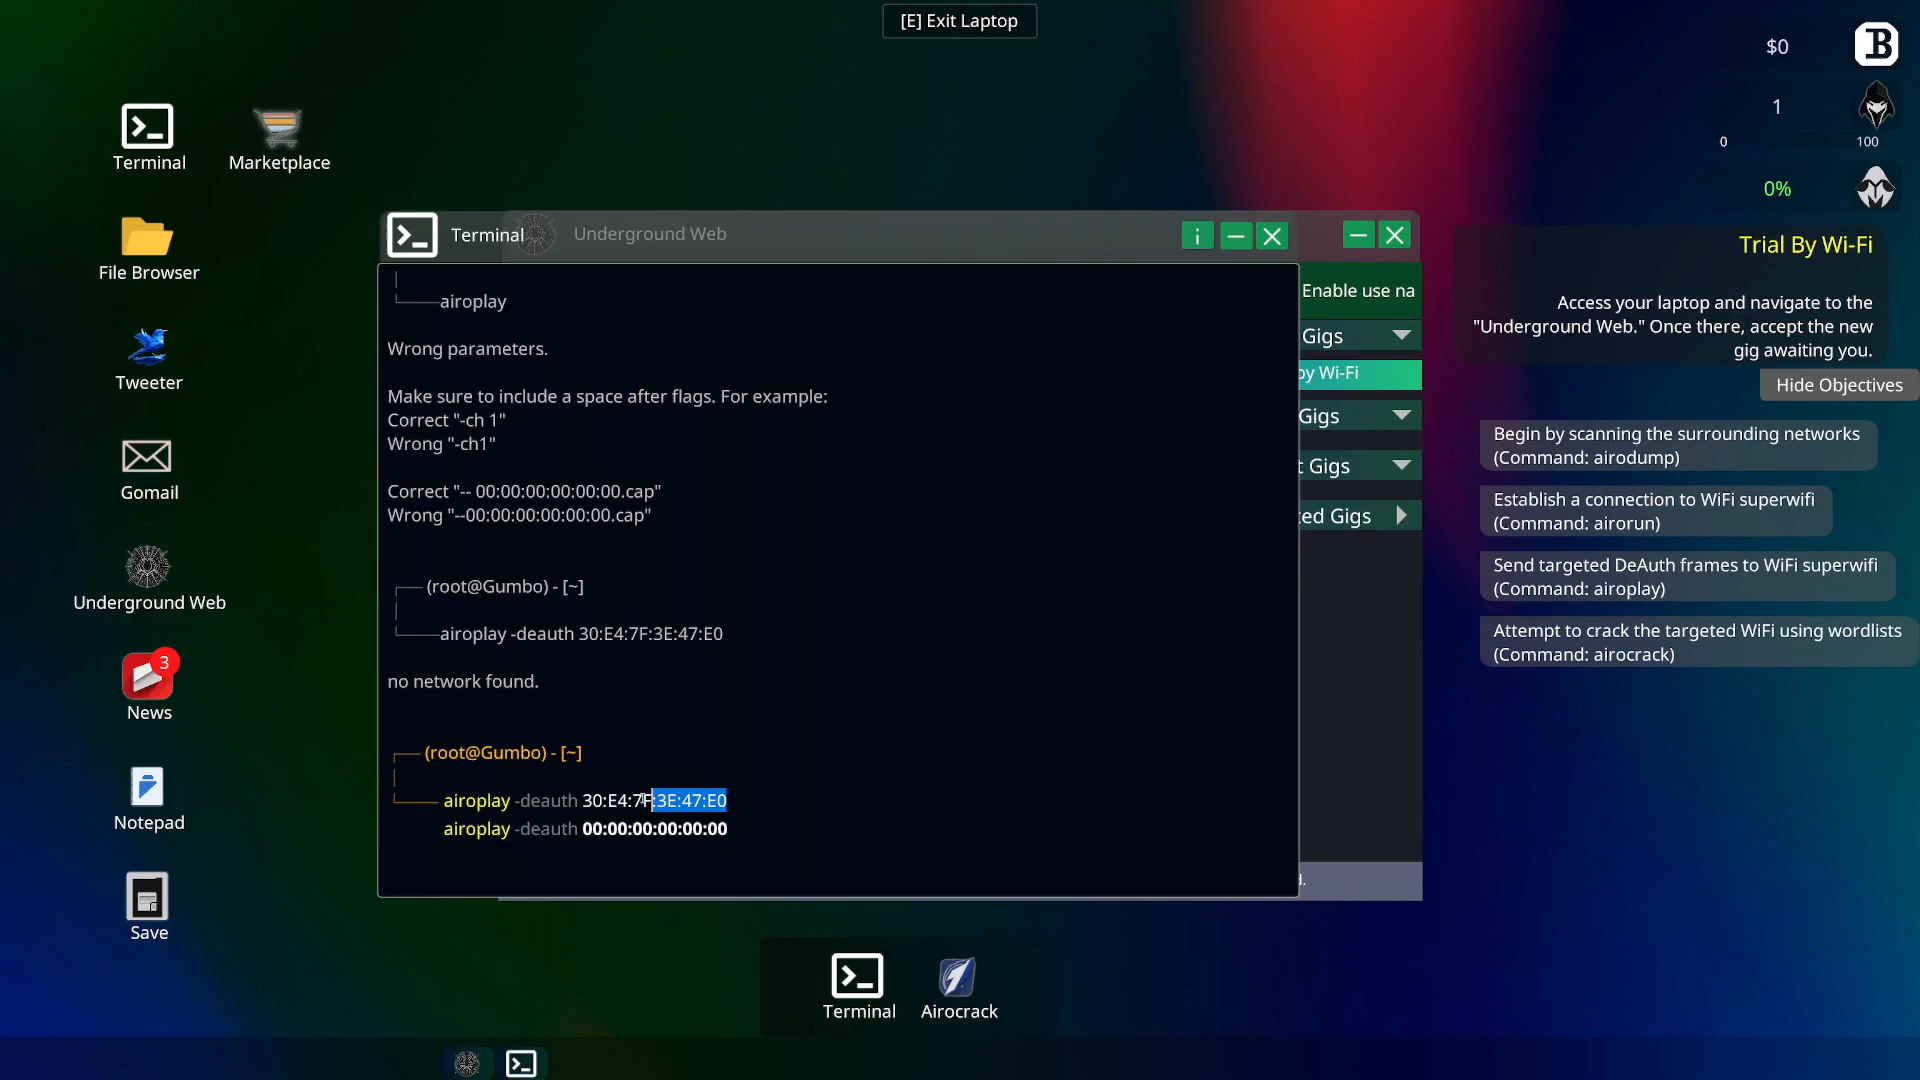 [E] Exit Laptop
$0
1
0 100
0%
Terminal
Marketplace
File Browser
Tweeter
Gomail
Underground Web
News
3
Notepad
Save
Terminal
Underground Web
i
airoplay
Wrong parameters.
Make sure to include a space after flags. For example:
Correct "-ch 1"
Wrong "-ch1"
Correct "-- 00:00:00:00:00:00.cap"
Wrong "--00:00:00:00:00:00.cap"
(root@Gumbo) - [~]
airoplay -deauth 30:E4:7F:3E:47:E0
no network found.
(root@Gumbo) - [~]
airoplay -deauth 30:E4:7F:3E:47:E0
airoplay -deauth 00:00:00:00:00:00
Enable use na
Gigs
by Wi-Fi
Gigs
t Gigs
ted Gigs
d.
Trial By Wi-Fi
Access your laptop and navigate to the
"Underground Web." Once there, accept the new
gig awaiting you.
Hide Objectives
Begin by scanning the surrounding networks
(Command: airodump)
Establish a connection to WiFi superwifi
(Command: airorun)
Send targeted DeAuth frames to WiFi superwifi
(Command: airoplay)
Attempt to crack the targeted WiFi using wordlists
(Command: airocrack)
Terminal
Airocrack